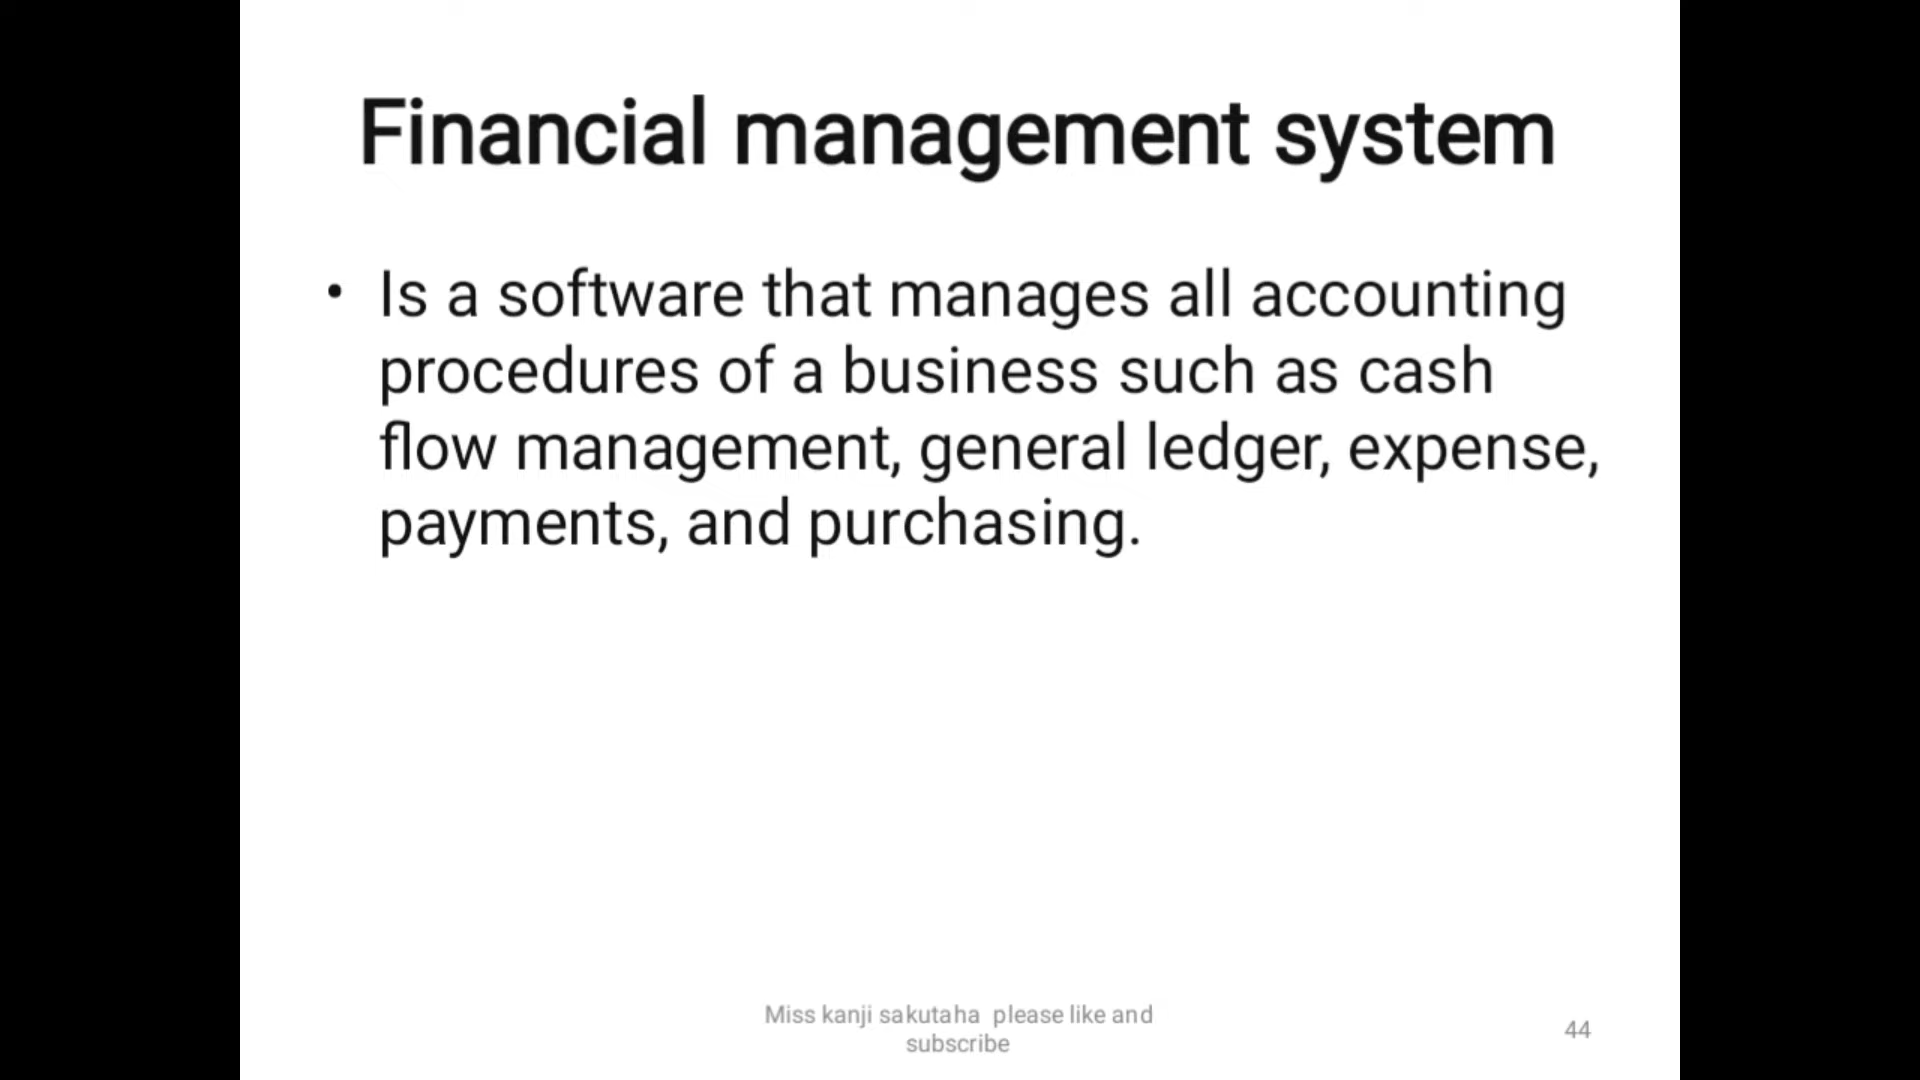 Financial management system
• Is a software that manages all accounting
procedures of a business such as cash
flow management, general ledger, expense,
payments, and purchasing.
Miss kanji sakutaha  please like and
subscribe
44